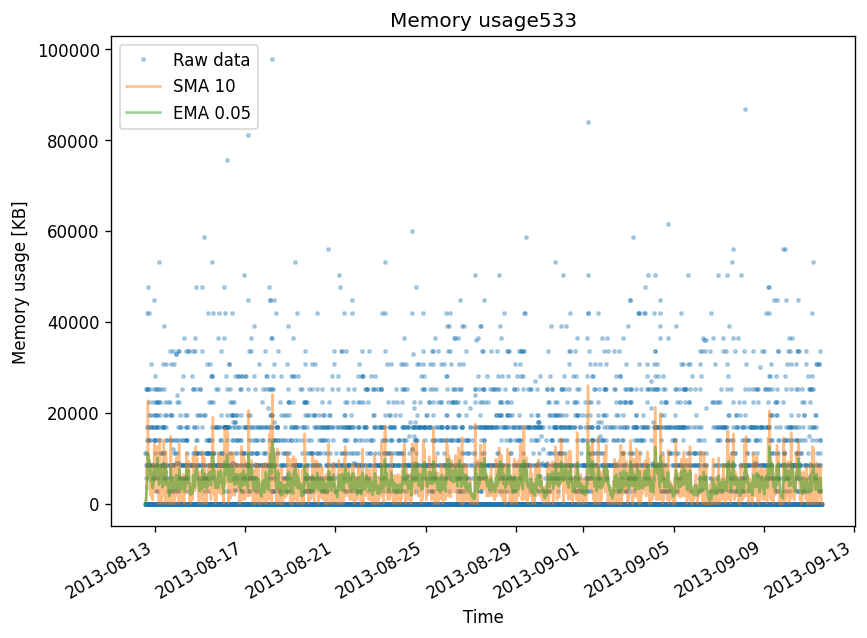 Memory usage533
100000
80000
60000
40000
20000
0
Memory usage [KB]
Raw data
SMA 10
EMA 0.05
2013-08-13
2013-08-17
2013-08-21
2013-08-25
2013-08-29
2013-09-01
2013-09-05
2013-09-09
2013-09-13
Time